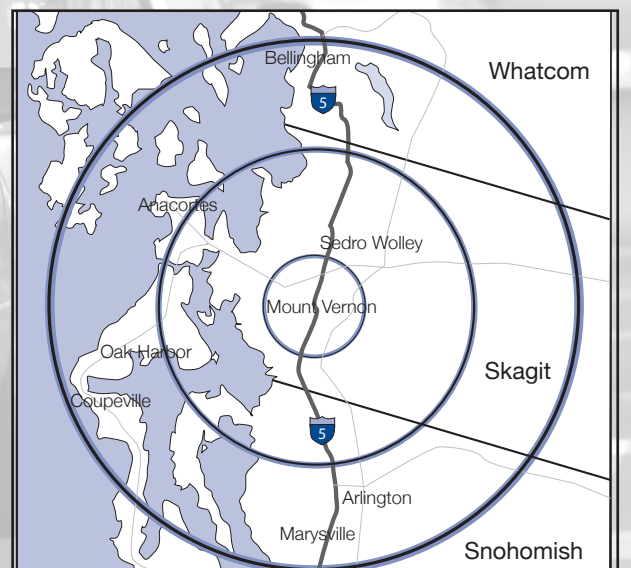 Bellingham
Whatcom
5
Anacortes
Sedro Wolley
Mount Vernon
Oak Harbor
Skagit
Coupeville
5
Arlington
Marysville
Snohomish